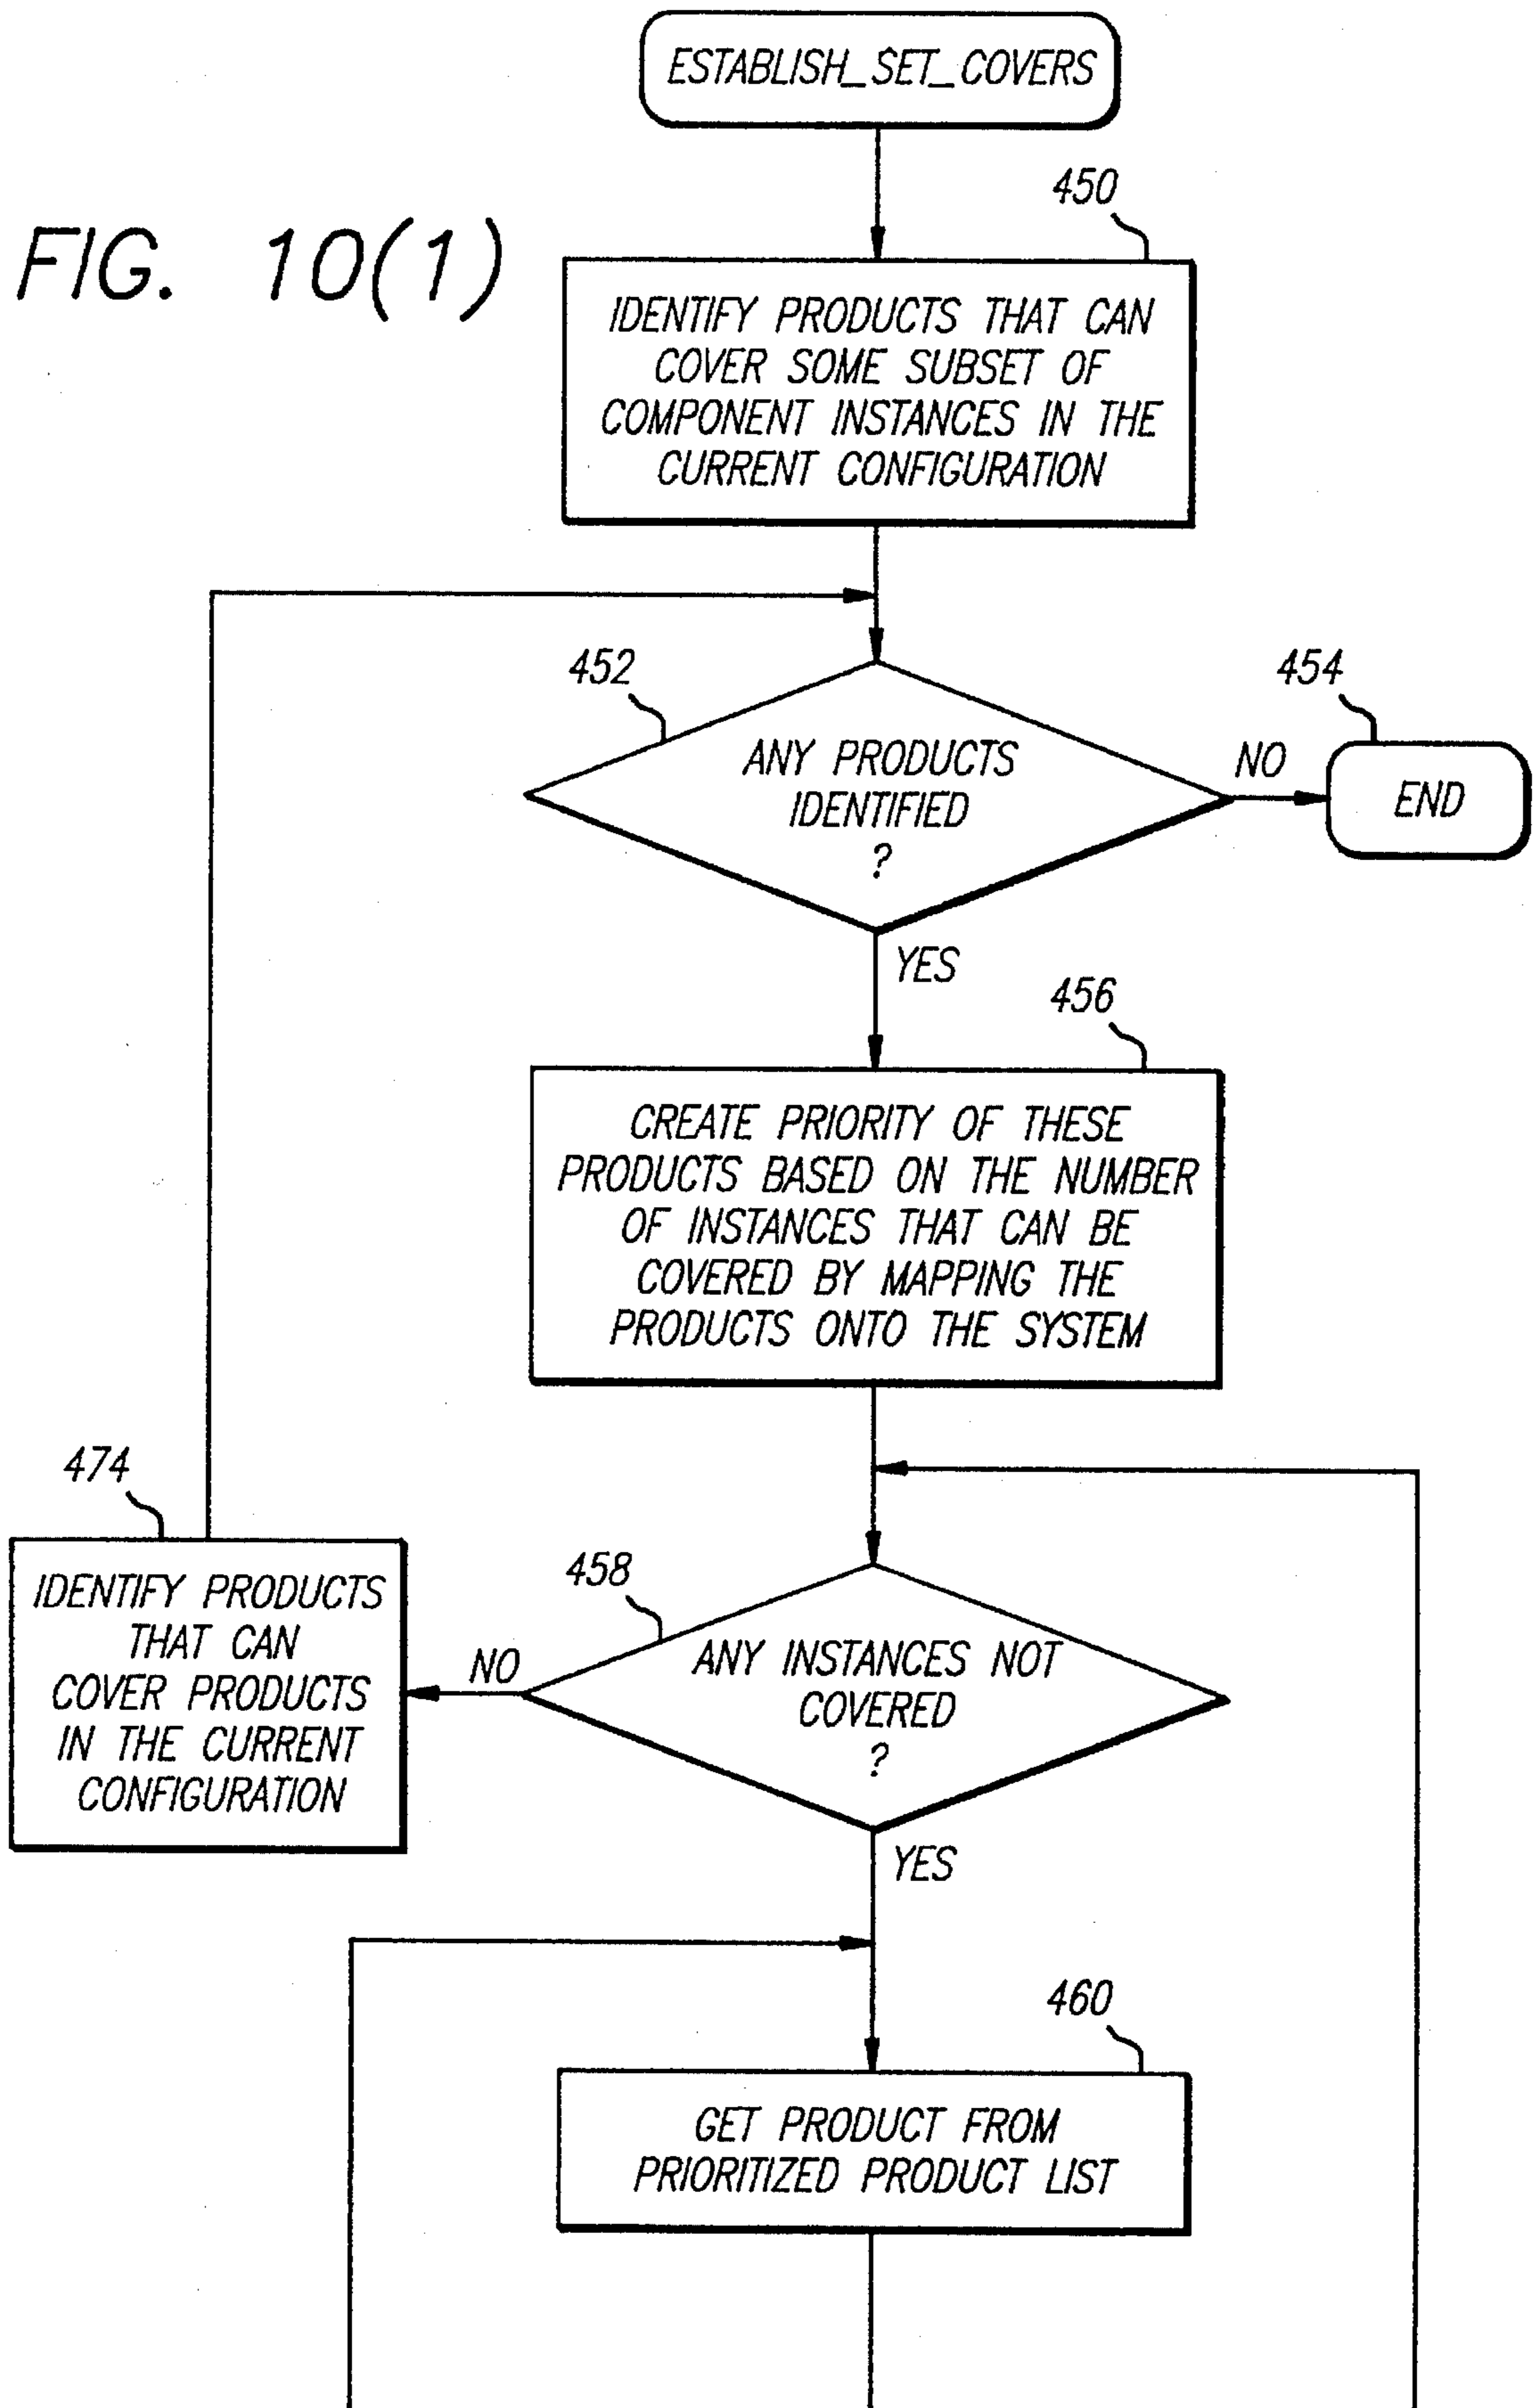 ESTABLISH_SET_COVERS
450
FIG. 10(1)
IDENTIFY PRODUCTS THAT CAN
COVER SOME SUBSET OF
COMPONENT INSTANCES IN THE
CURRENT CONFIGURATION
452
454
ANY PRODUCTS
IDENTIFIED
?
NO
END
YES
456
CREATE PRIORITY OF THESE
PRODUCTS BASED ON THE NUMBER
OF INSTANCES THAT CAN BE
COVERED BY MAPPING THE
PRODUCTS ONTO THE SYSTEM
474
IDENTIFY PRODUCTS
THAT CAN
COVER PRODUCTS
IN THE CURRENT
CONFIGURATION
458
NO
ANY INSTANCES NOT
COVERED
?
YES
460
GET PRODUCT FROM
PRIORITIZED PRODUCT LIST